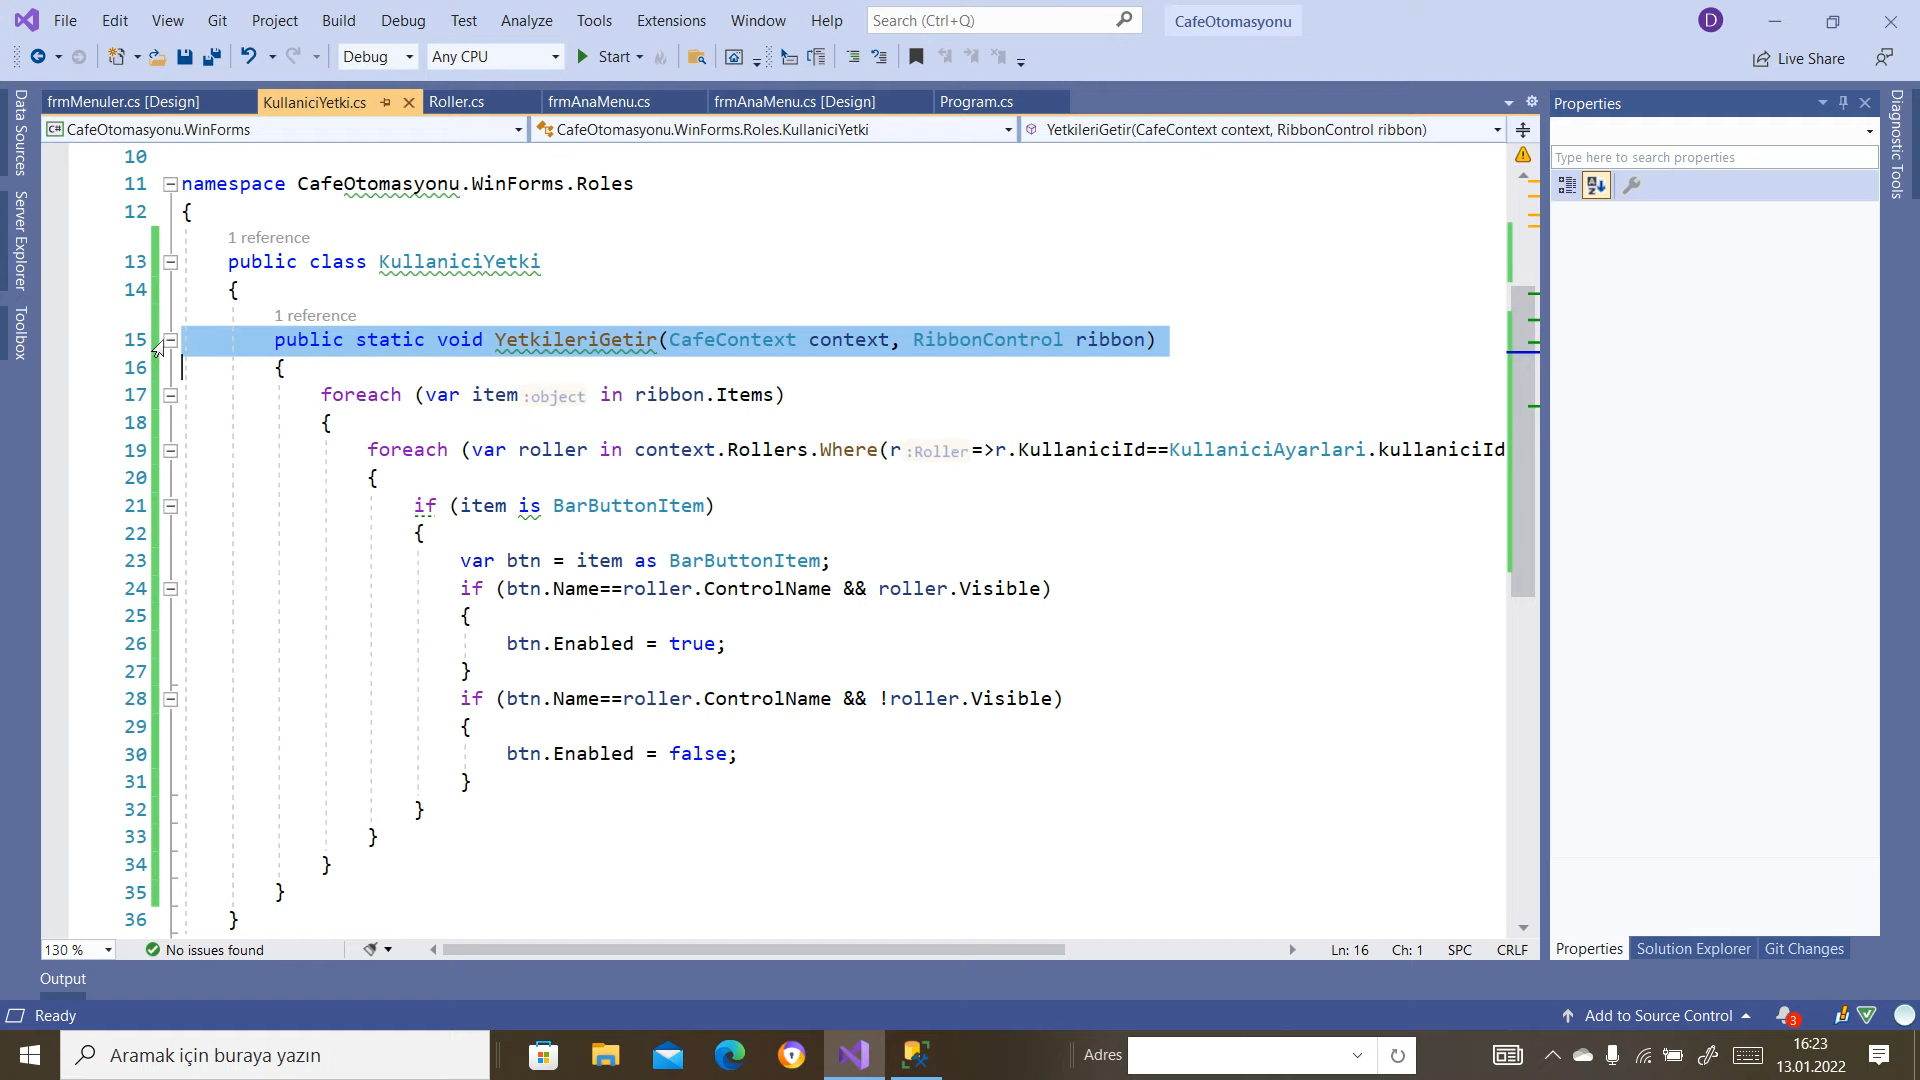 File Edit View Git Project Build Debug Test Analyze Tools Extensions Window Help Search (Ctrl+Q) CafeOtomasyonu D
Debug Any CPU Start Live Share
frmMenuler.cs [Design] KullaniciYetki.cs Roller.cs frmAnaMenu.cs frmAnaMenu.cs [Design] Program.cs
CafeOtomasyonu.WinForms CafeOtomasyonu.WinForms.Roles.KullaniciYetki YetkileriGetir(CafeContext context, RibbonControl ribbon)
Data Sources
Server Explorer
Toolbox
10
11 namespace CafeOtomasyonu.WinForms.Roles
12 {
1 reference
13 public class KullaniciYetki
14 {
1 reference
15 public static void YetkileriGetir(CafeContext context, RibbonControl ribbon)
16 {
17 foreach (var item :object in ribbon.Items)
18 {
19 foreach (var roller in context.Rollers.Where(r :Roller =>r.KullaniciId==KullaniciAyarlari.kullaniciId
20 {
21 if (item is BarButtonItem)
22 {
23 var btn = item as BarButtonItem;
24 if (btn.Name==roller.ControlName && roller.Visible)
25 {
26 btn.Enabled = true;
27 }
28 if (btn.Name==roller.ControlName && !roller.Visible)
29 {
30 btn.Enabled = false;
31 }
32 }
33 }
34 }
35 }
36 }
130 % No issues found Ln: 16 Ch: 1 SPC CRLF
Properties
Type here to search properties
Diagnostic Tools
Properties Solution Explorer Git Changes
Output
Ready Add to Source Control 3
Aramak için buraya yazın Adres 16:23
13.01.2022